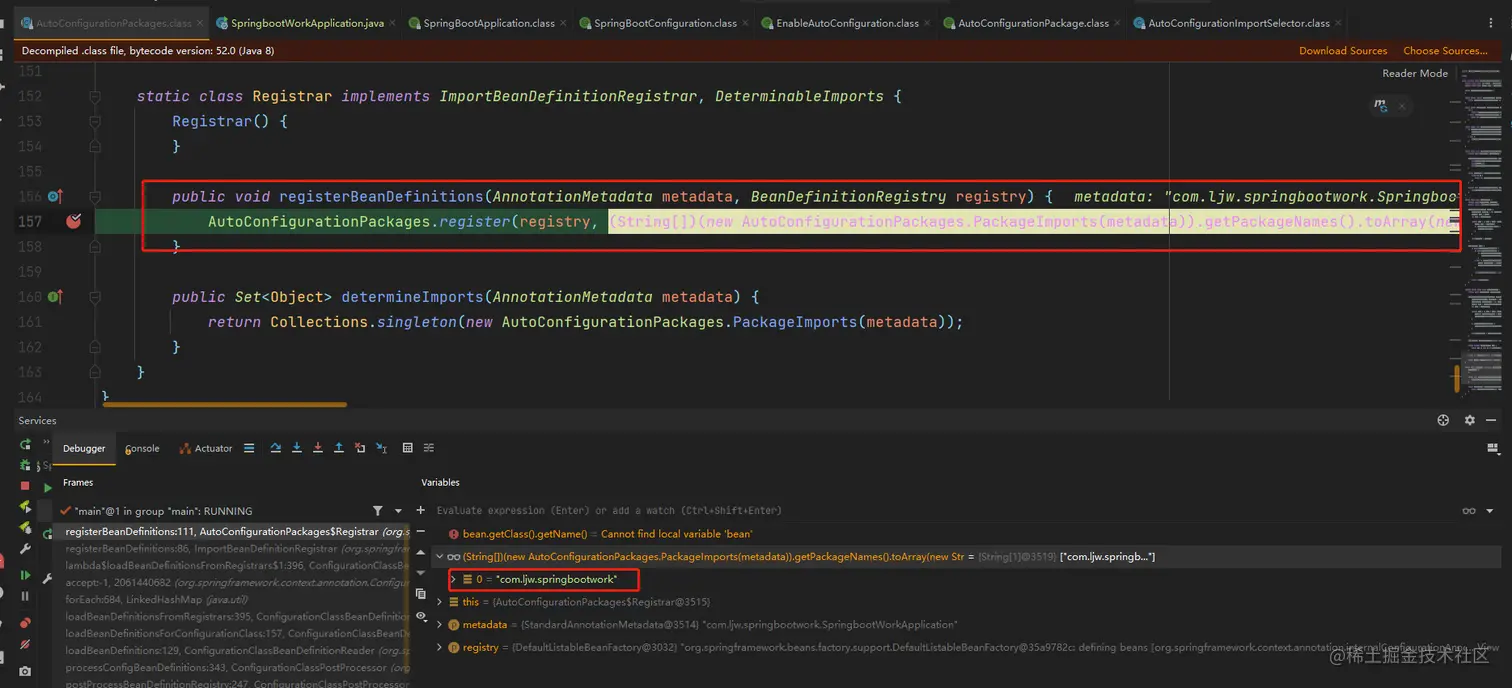 AutoConfigurationPackages.class × SpringbootWorkApplication.java × SpringBootApplication.class × SpringBootConfiguration.class × EnableAutoConfiguration.class × AutoConfigurationPackage.class × AutoConfigurationImportSelector.class ×
Decompiled .class file, bytecode version: 52.0 (Java 8) Download Sources Choose Sources...
151 Reader Mode
152 static class Registrar implements ImportBeanDefinitionRegistrar, DeterminableImports {
153 Registrar() {
154 }
155
156 public void registerBeanDefinitions(AnnotationMetadata metadata, BeanDefinitionRegistry registry) { metadata: "com.ljw.springbootwork.Springboo
157 AutoConfigurationPackages.register(registry, (String[])(new AutoConfigurationPackages.PackageImports(metadata)).getPackageNames().toArray(ne
158 }
159
160 public Set<Object> determineImports(AnnotationMetadata metadata) {
161 return Collections.singleton(new AutoConfigurationPackages.PackageImports(metadata));
162 }
163 }
164 }
Services
Debugger Console Actuator
Frames Variables
"main"@1 in group "main": RUNNING
Evaluate expression (Enter) or add a watch (Ctrl+Shift+Enter)
registerBeanDefinitions:111, AutoConfigurationPackages$Registrar (org.s
bean.getClass().getName() = Cannot find local variable 'bean'
registerBeanDefinitions:86, ImportBeanDefinitionRegistrar (org.springfram
(String[])(new AutoConfigurationPackages.PackageImports(metadata)).getPackageNames().toArray(new Str = {String[1]@3519} ["com.ljw.springb..."]
lambda$loadBeanDefinitionsFromRegistrars$1:396, ConfigurationClassBe
0 = "com.ljw.springbootwork"
accept:-1, 2061440682 (org.springframework.context.annotation.Configu
forEach:684, LinkedHashMap (java.util)
this = {AutoConfigurationPackages$Registrar@3515}
loadBeanDefinitionsFromRegistrars:395, ConfigurationClassBeanDefinition
metadata = {StandardAnnotationMetadata@3514} "com.ljw.springbootwork.SpringbootWorkApplication"
loadBeanDefinitionsForConfigurationClass:157, ConfigurationClassBeanD
registry = {DefaultListableBeanFactory@3032} "org.springframework.beans.factory.support.DefaultListableBeanFactory@35a9782c: defining beans [org.springframework.context.annotation.internalConfigurationAnno... View
loadBeanDefinitions:129, ConfigurationClassBeanDefinitionReader (org.sp
processConfigBeanDefinitions:343, ConfigurationClassPostProcessor (org
postProcessBeanDefinitionRegistry:247, ConfigurationClassPostProcessor
@稀土掘金技术社区